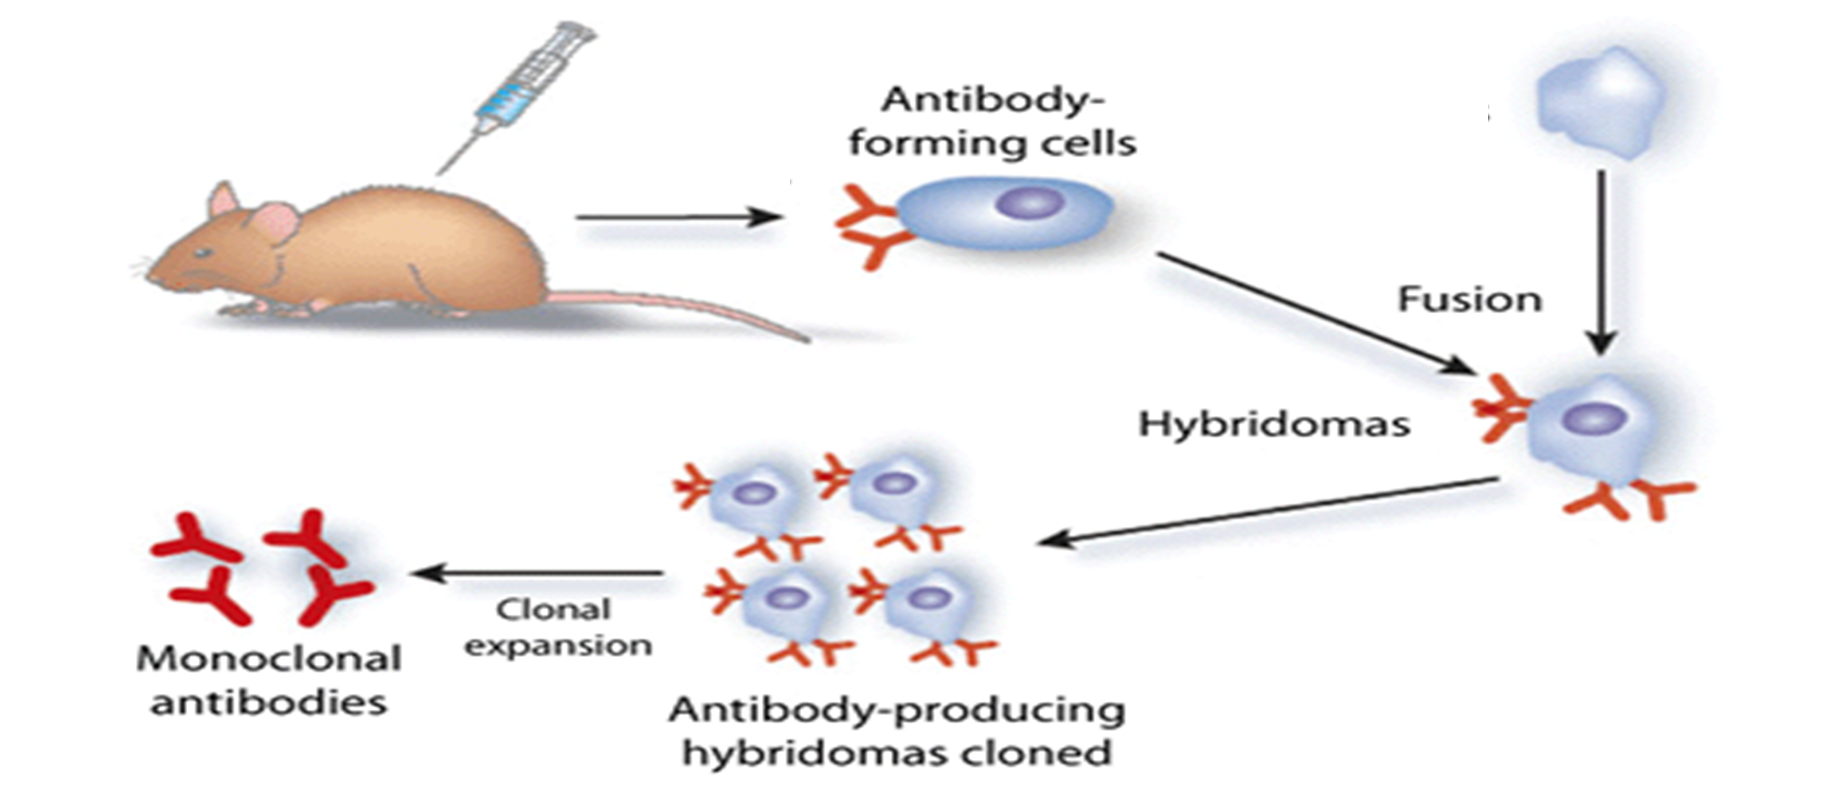 Antibody-
forming cells
Fusion
Hybridomas
Clonal
expansion
Monoclonal
antibodies
Antibody-producing
hybridomas cloned